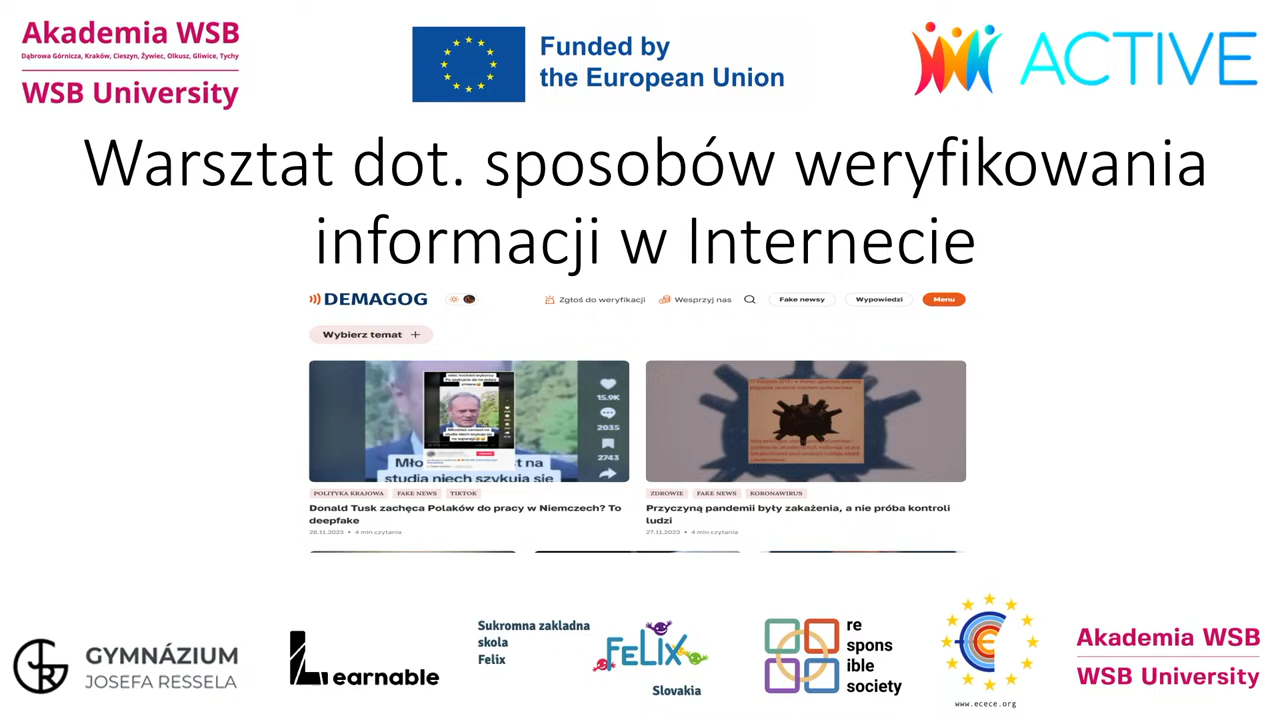 Akademia WSB
Dąbrowa Górnicza, Kraków, Cieszyn, Żywiec, Olkusz, Gliwice, Tychy
WSB University
Funded by
the European Union
ACTIVE
Warsztat dot. sposobów weryfikowania
informacji w Internecie
DEMAGOG
Zgłoś do weryfikacji
Wesprzyj nas
Fake newsy
Wypowiedzi
Menu
Wybierz temat +
15.9K
2035
2743
studia niech szykują się
POLITYKA KRAJOWA
FAKE NEWS
TIKTOK
Donald Tusk zachęca Polaków do pracy w Niemczech? To
deepfake
28.11.2023 • 4 min czytania
ZDROWIE
FAKE NEWS
KORONAWIRUS
Przyczyną pandemii były zakażenia, a nie próba kontroli
ludzi
27.11.2023 • 4 min czytania
GYMNÁZIUM
JOSEFA RESSELA
Learnable
Sukromna zakladna
skola
Felix
FELIX
Slovakia
re
spons
ible
society
www.ecece.org
Akademia WSB
WSB University